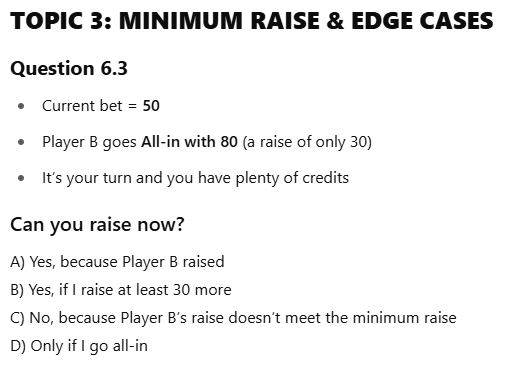 TOPIC 3: MINIMUM RAISE & EDGE CASES
Question 6.3
• Current bet = 50
• Player B goes All-in with 80 (a raise of only 30)
• It’s your turn and you have plenty of credits
Can you raise now?
A) Yes, because Player B raised
B) Yes, if I raise at least 30 more
C) No, because Player B’s raise doesn’t meet the minimum raise
D) Only if I go all-in